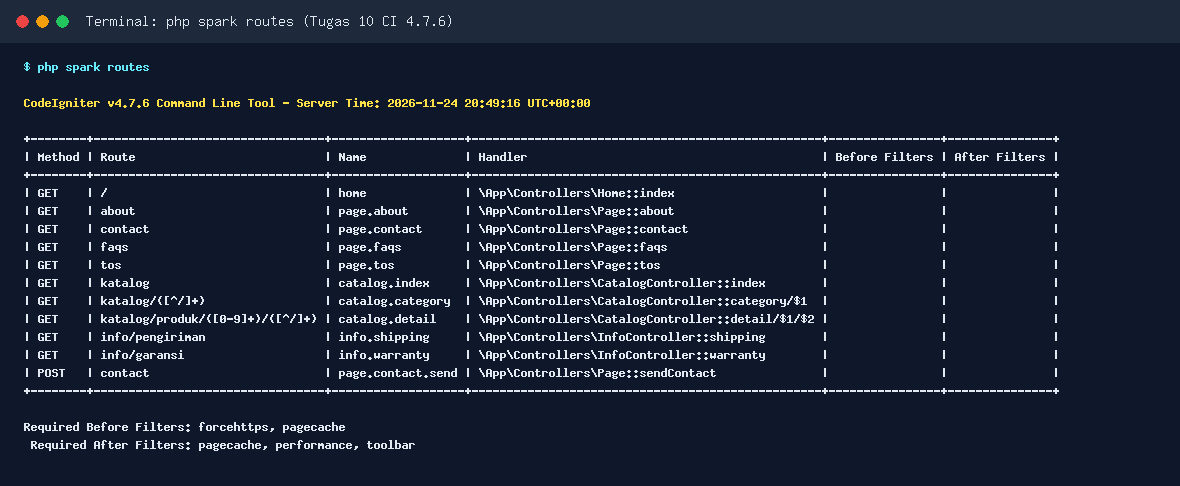 Terminal: php spark routes (Tugas 10 CI 4.7.6)
$ php spark routes
CodeIgniter v4.7.6 Command Line Tool - Server Time: 2026-11-24 20:49:16 UTC+00:00
+--------+---------------------------------+-------------------+--------------------------------------------------+----------------+---------------+
| Method | Route                           | Name              | Handler                                          | Before Filters | After Filters |
+--------+---------------------------------+-------------------+--------------------------------------------------+----------------+---------------+
| GET    | /                               | home              | \App\Controllers\Home::index                     |                |               |
| GET    | about                           | page.about        | \App\Controllers\Page::about                     |                |               |
| GET    | contact                         | page.contact      | \App\Controllers\Page::contact                   |                |               |
| GET    | faqs                            | page.faqs         | \App\Controllers\Page::faqs                      |                |               |
| GET    | tos                             | page.tos          | \App\Controllers\Page::tos                       |                |               |
| GET    | katalog                         | catalog.index     | \App\Controllers\CatalogController::index        |                |               |
| GET    | katalog/([^/]+)                 | catalog.category  | \App\Controllers\CatalogController::category/$1  |                |               |
| GET    | katalog/produk/([0-9]+)/([^/]+) | catalog.detail    | \App\Controllers\CatalogController::detail/$1/$2 |                |               |
| GET    | info/pengiriman                 | info.shipping     | \App\Controllers\InfoController::shipping        |                |               |
| GET    | info/garansi                    | info.warranty     | \App\Controllers\InfoController::warranty        |                |               |
| POST   | contact                         | page.contact.send | \App\Controllers\Page::sendContact               |                |               |
+--------+---------------------------------+-------------------+--------------------------------------------------+----------------+---------------+
Required Before Filters: forcehttps, pagecache
 Required After Filters: pagecache, performance, toolbar